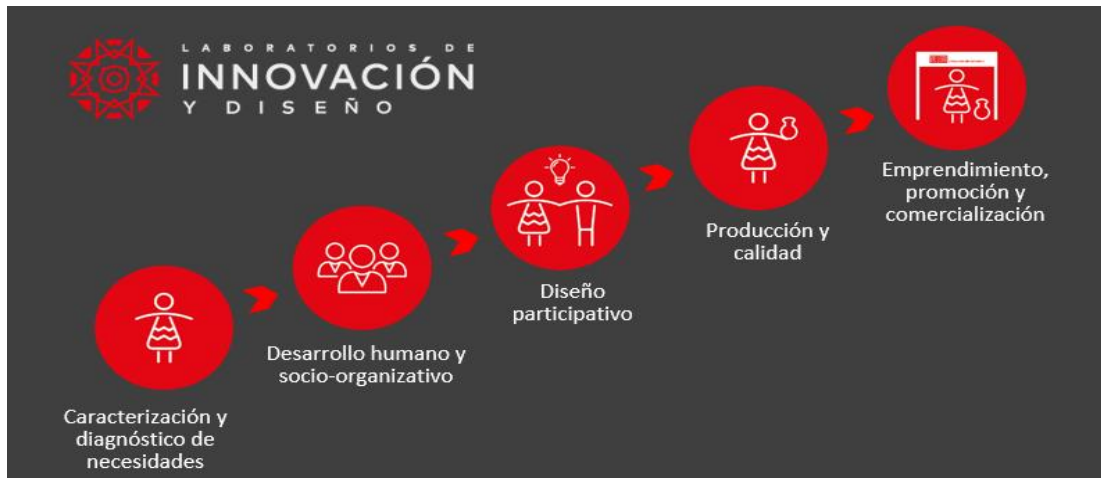 LABORATORIOS DE
INNOVACIÓN
Y DISEÑO
Caracterización y
diagnóstico de
necesidades
Desarrollo humano y
socio-organizativo
Diseño
participativo
Producción y
calidad
Emprendimiento,
promoción y
comercialización